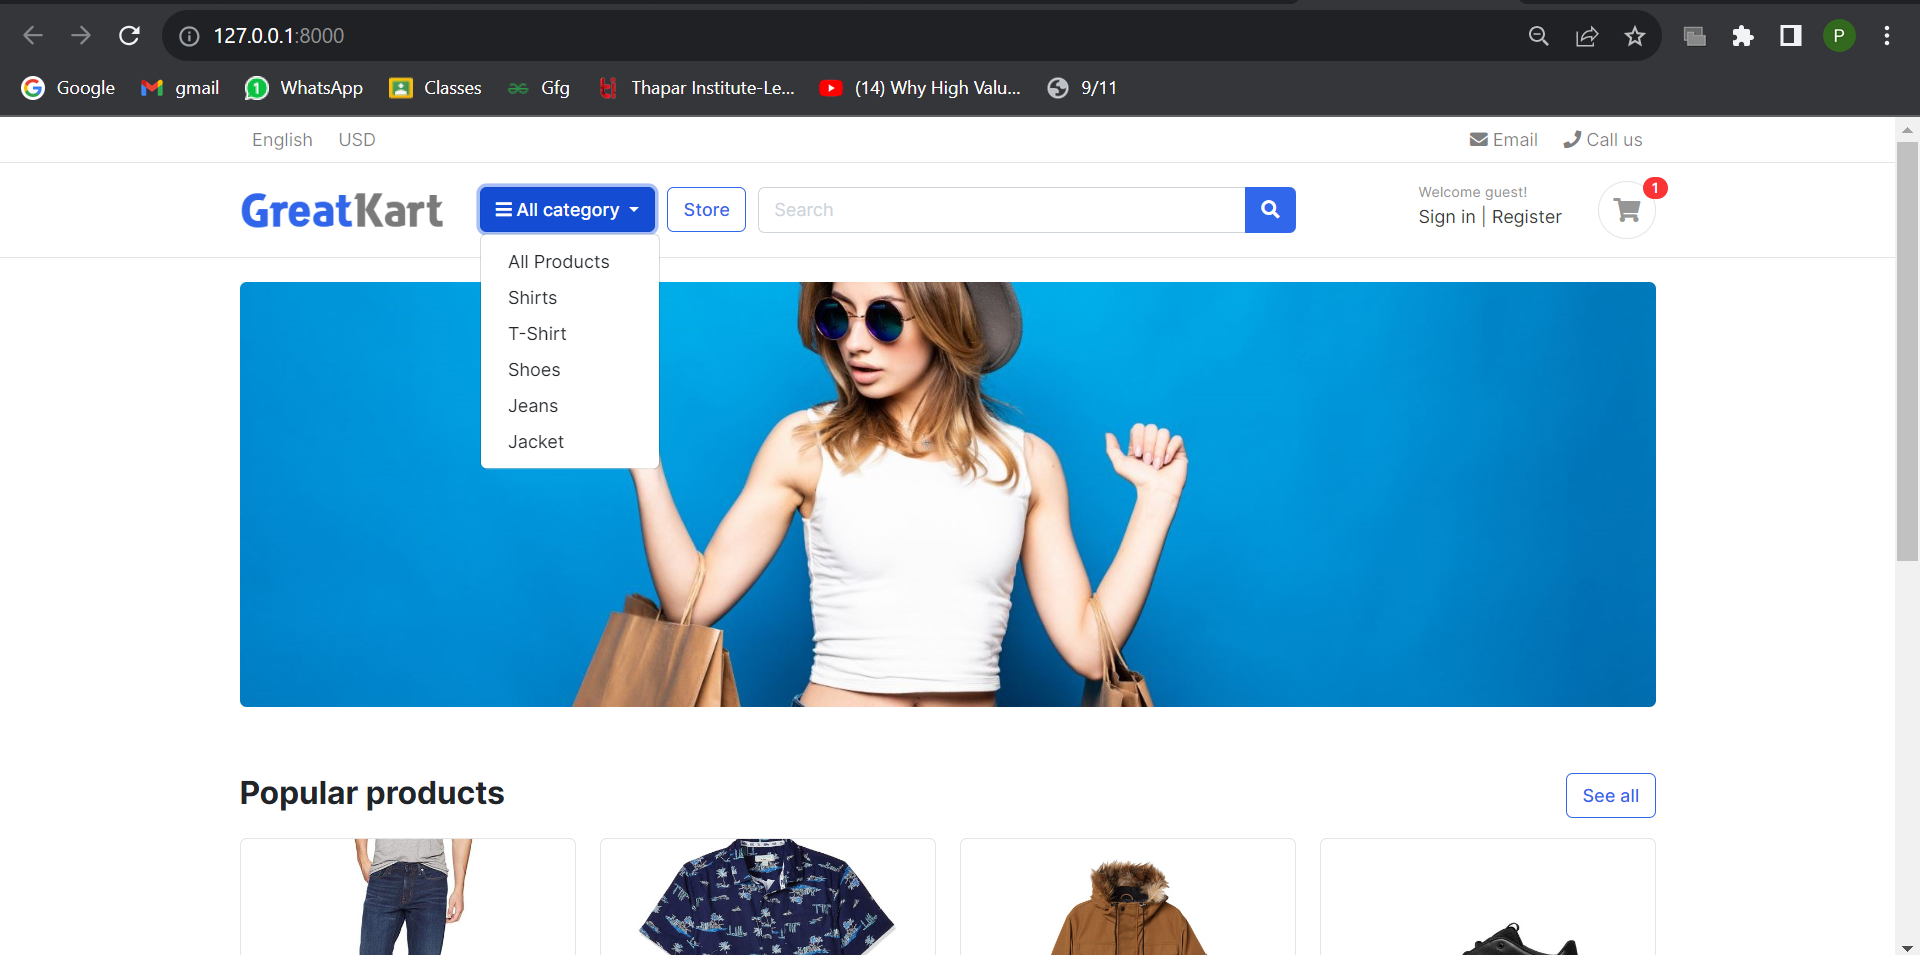 127.0.0.1:8000
Google gmail WhatsApp Classes Gfg Thapar Institute-Le... (14) Why High Valu... 9/11
English USD Email Call us
GreatKart All category Store Search Welcome guest! 1
Sign in | Register
All Products
Shirts
T-Shirt
Shoes
Jeans
Jacket
Popular products See all